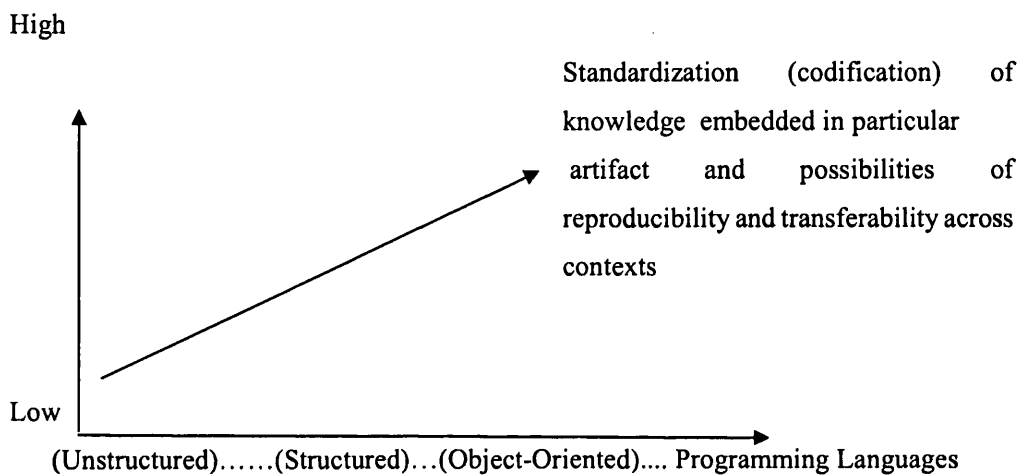 High
Standardization (codification) of
knowledge embedded in particular
artifact and possibilities of
reproducibility and transferability across
contexts
Low
(Unstructured)......(Structured)...(Object-Oriented).... Programming Languages